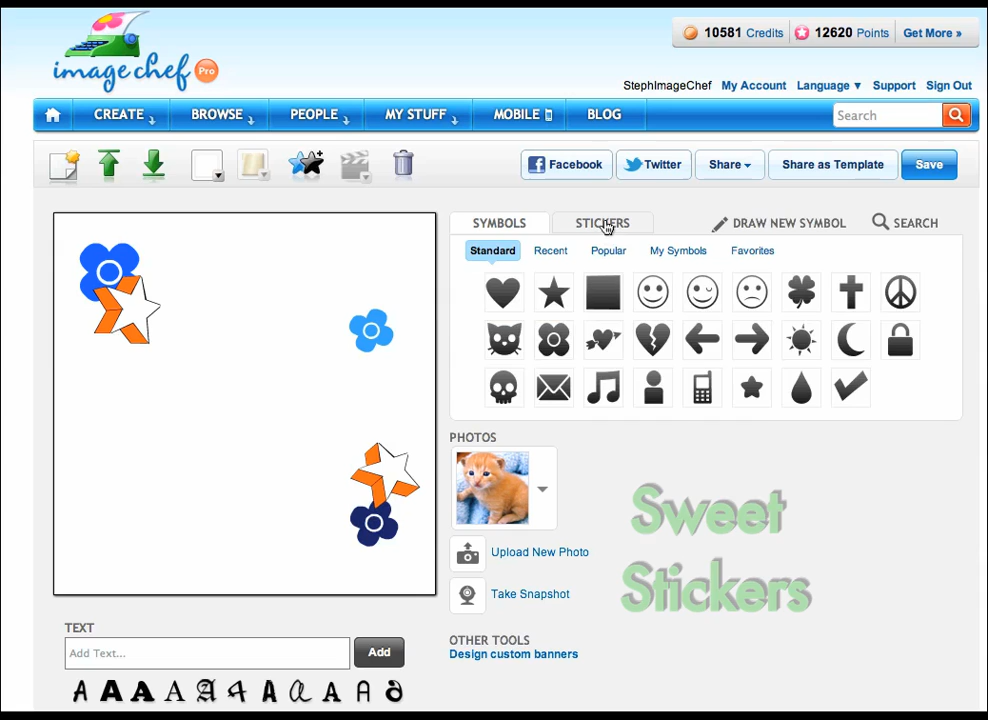 10581 Credits 12620 Points Get More »
image chef Pro
StephImageChef My Account Language ▼ Support Sign Out
CREATE BROWSE PEOPLE MY STUFF MOBILE BLOG Search
Facebook Twitter Share Share as Template Save
SYMBOLS STICKERS DRAW NEW SYMBOL SEARCH
Standard Recent Popular My Symbols Favorites
PHOTOS
Sweet
Stickers
Upload New Photo
Take Snapshot
TEXT
Add Text... Add
OTHER TOOLS
Design custom banners
A A A A A A A A A A a